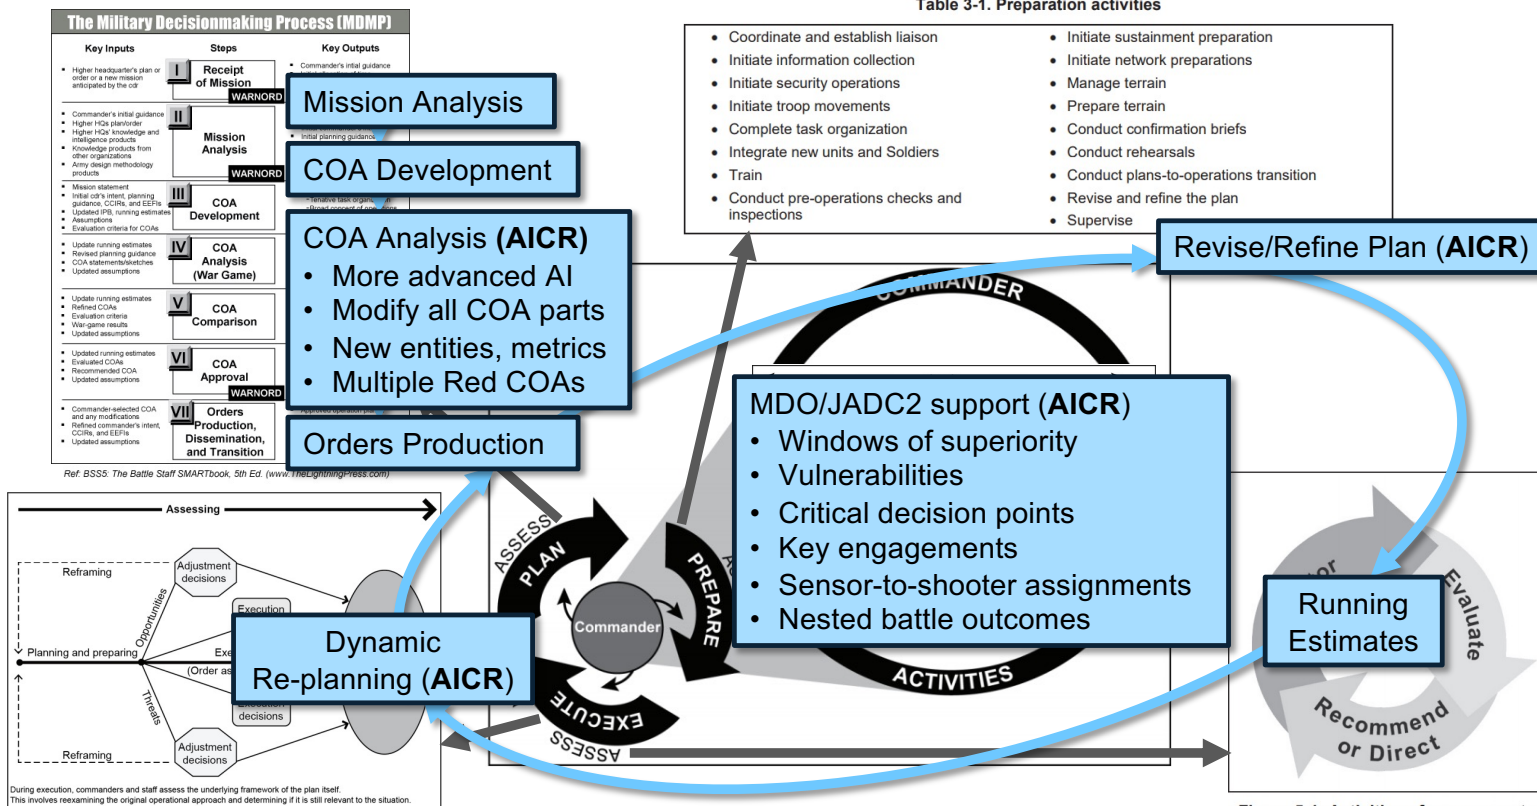 The Military Decisionmaking Process (MDMP)
Key Inputs
Steps
Key Outputs
▪ Higher headquarter's plan or
order or a new mission
anticipated by the cdr
I
Receipt
of Mission
WARNORD
▪ Commander's intial guidance
▪ Commander's initial guidance
▪ Higher HQs plan/order
▪ Higher HQs' knowledge and
intelligence products
▪ Knowledge products from
other organizations
▪ Army design methodology
products
II
Mission
Analysis
WARNORD
▪ Initial planning guidance
▪ Mission statement
▪ Initial cdr's intent, planning
guidance, CCIRs, and EEFIs
▪ Updated IPB, running estimates
▪ Assumptions
▪ Evaluation criteria for COAs
III
COA
Development
▪ Update running estimates
▪ Revised planning guidance
▪ COA statements/sketches
▪ Updated assumptions
IV
COA
Analysis
(War Game)
▪ Update running estimates
▪ Refined COAs
▪ Evaluation criteria
▪ War-game results
▪ Updated assumptions
V
COA
Comparison
▪ Updated running estimates
▪ Evaluated COAs
▪ Recommended COA
▪ Updated assumptions
VI
COA
Approval
WARNORD
▪ Commander-selected COA
and any modifications
▪ Refined commander's intent,
CCIRs, and EEFIs
▪ Updated assumptions
VII
Orders
Production,
Dissemination,
and Transition
Ref: BSS5: The Battle Staff SMARTbook, 5th Ed. (www.TheLightningPress.com)
Mission Analysis
COA Development
COA Analysis (AICR)
• More advanced AI
• Modify all COA parts
• New entities, metrics
• Multiple Red COAs
Orders Production
Table 3-1. Preparation activities
• Coordinate and establish liaison
• Initiate information collection
• Initiate security operations
• Initiate troop movements
• Complete task organization
• Integrate new units and Soldiers
• Train
• Conduct pre-operations checks and
inspections
• Initiate sustainment preparation
• Initiate network preparations
• Manage terrain
• Prepare terrain
• Conduct confirmation briefs
• Conduct rehearsals
• Conduct plans-to-operations transition
• Revise and refine the plan
• Supervise
Revise/Refine Plan (AICR)
COMMANDER
MDO/JADC2 support (AICR)
• Windows of superiority
• Vulnerabilities
• Critical decision points
• Key engagements
• Sensor-to-shooter assignments
• Nested battle outcomes
ACTIVITIES
ASSESS
PLAN
PREPARE
Commander
EXECUTE
ASSESS
Running
Estimates
Evaluate
Recommend
or Direct
Assessing
Reframing
Adjustment
decisions
Opportunities
Execution
Planning and preparing
(Order as
Threats
Execution
decisions
Adjustment
decisions
Reframing
Dynamic
Re-planning (AICR)
During execution, commanders and staff assess the underlying framework of the plan itself.
This involves reexamining the original operational approach and determining if it is still relevant to the situation.